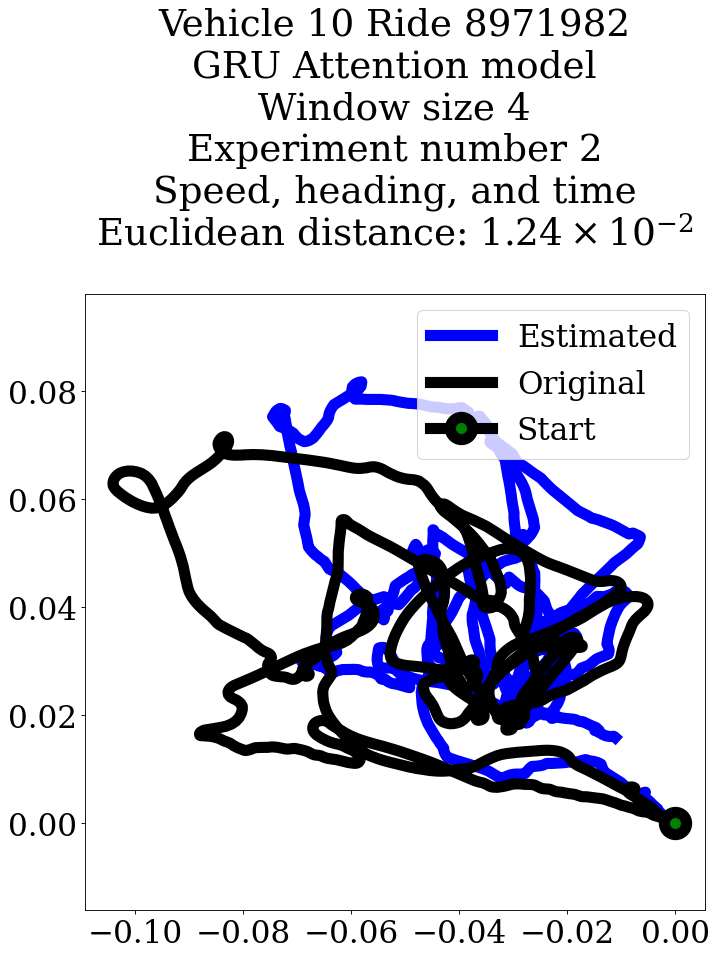 Vehicle 10 Ride 8971982
GRU Attention model
Window size 4
Experiment number 2
Speed, heading, and time
Euclidean distance: 1.24 × 10⁻²
Estimated
Original
Start
0.08
0.06
0.04
0.02
0.00
−0.10 −0.08 −0.06 −0.04 −0.02 0.00